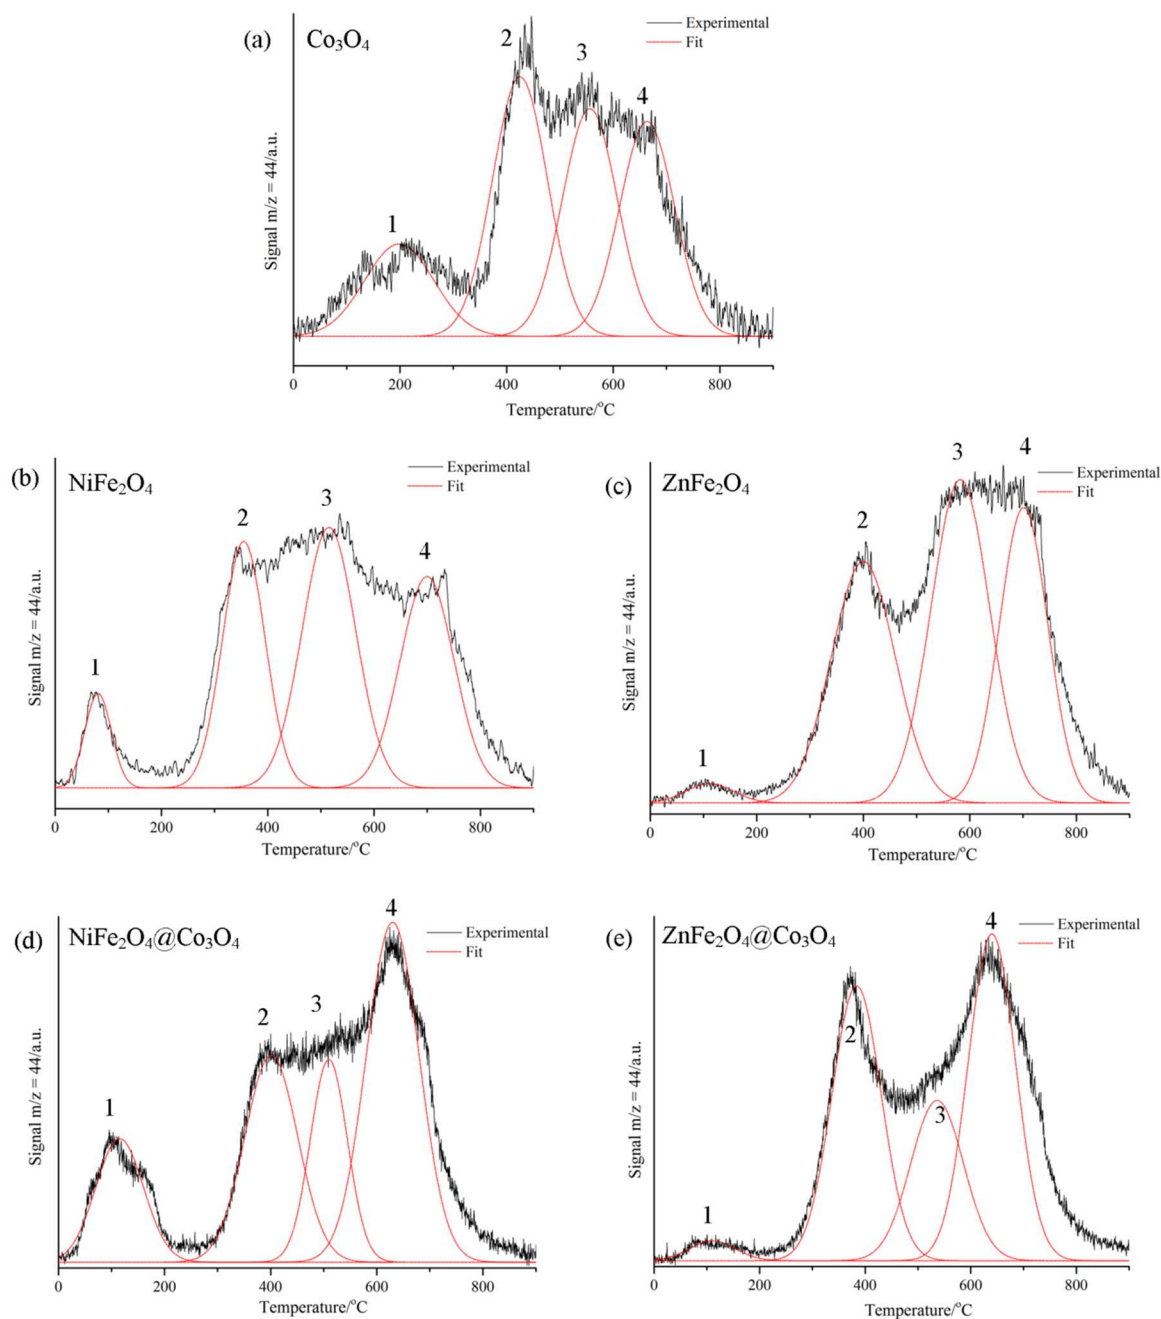 (a) Co₃O₄
Experimental
Fit
1
2
3
4
Signal m/z = 44/a.u.
0 200 400 600 800
Temperature/°C
(b) NiFe₂O₄
Experimental
Fit
1
2
3
4
Signal m/z = 44/a.u.
0 200 400 600 800
Temperature/°C
(c) ZnFe₂O₄
Experimental
Fit
1
2
3
4
Signal m/z = 44/a.u.
0 200 400 600 800
Temperature/°C
(d) NiFe₂O₄@Co₃O₄
Experimental
Fit
1
2
3
4
Signal m/z = 44/a.u.
0 200 400 600 800
Temperature/°C
(e) ZnFe₂O₄@Co₃O₄
Experimental
Fit
1
2
3
4
Signal m/z = 44/a.u.
0 200 400 600 800
Temperature/°C